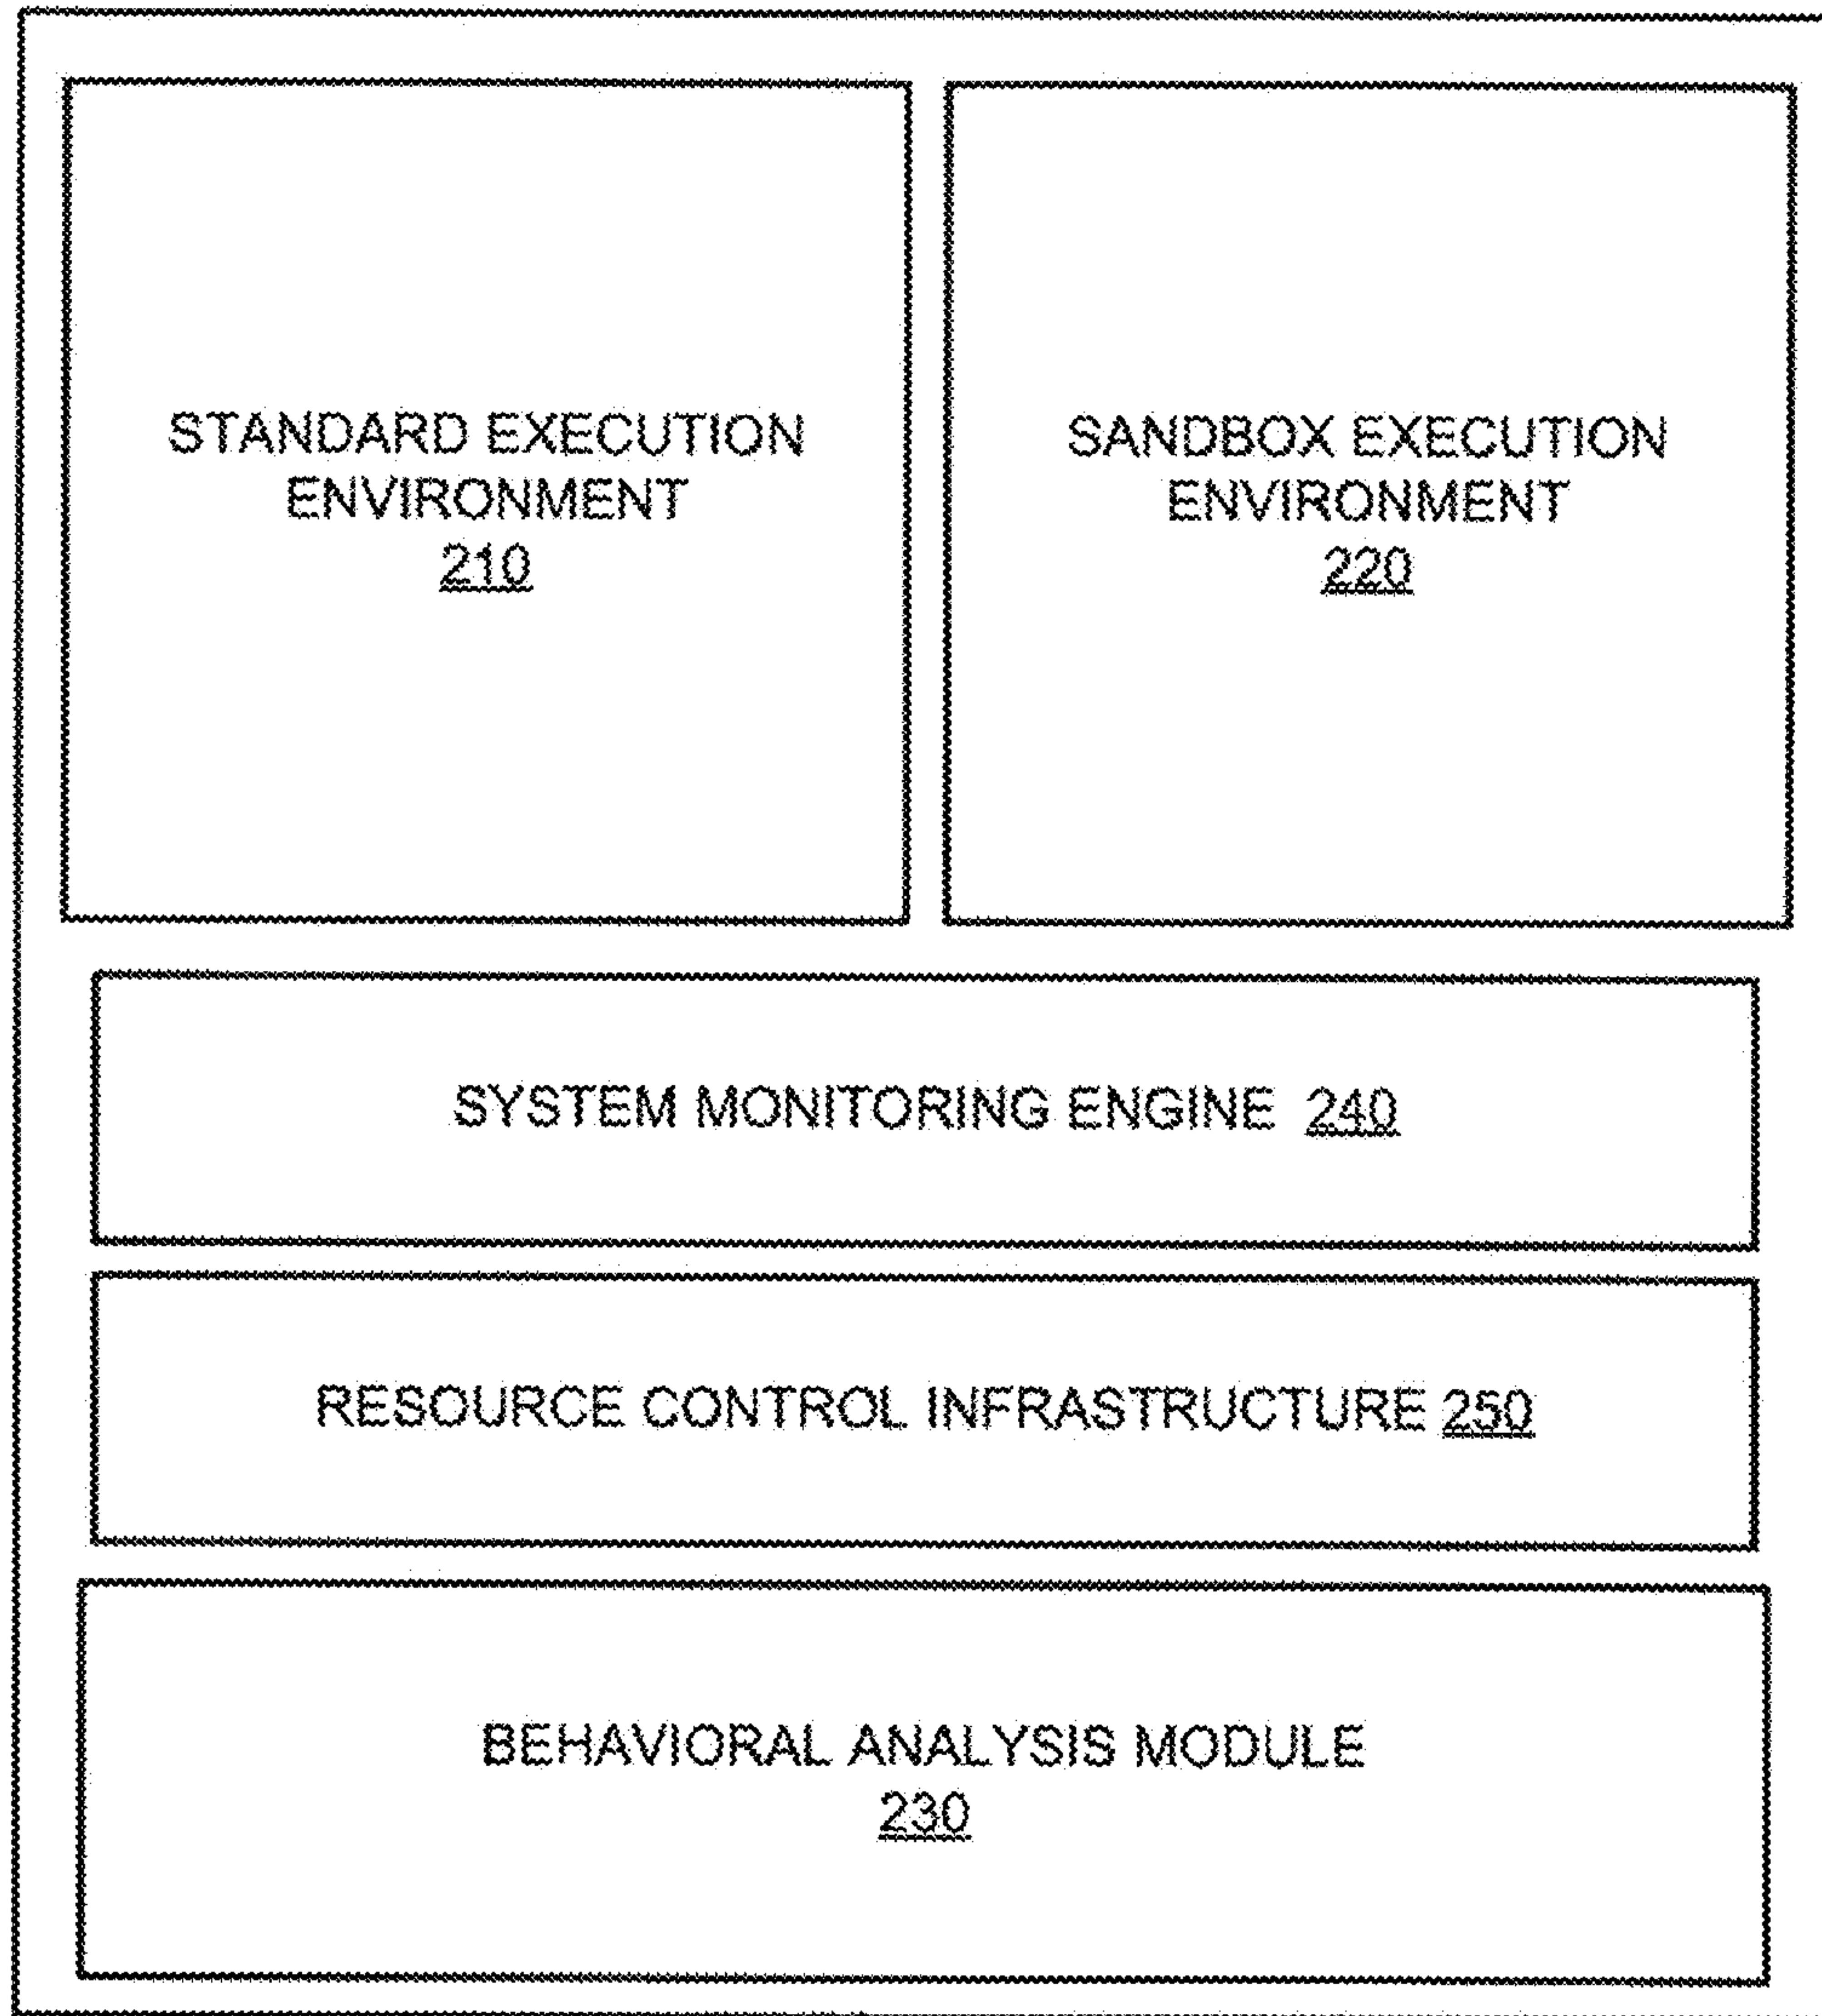 STANDARD EXECUTION
ENVIRONMENT
210
SANDBOX EXECUTION
ENVIRONMENT
220
SYSTEM MONITORING ENGINE 240
RESOURCE CONTROL INFRASTRUCTURE 250
BEHAVIORAL ANALYSIS MODULE
230